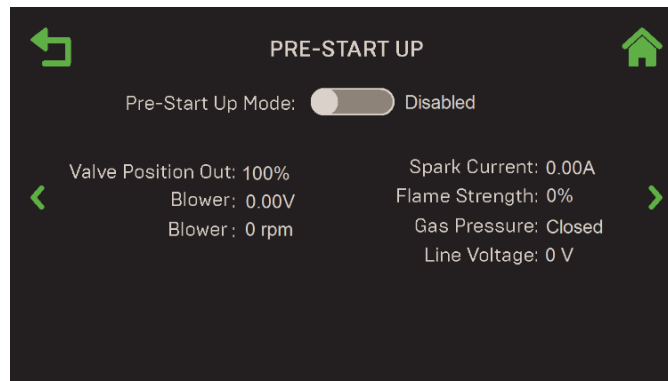 PRE-START UP
Pre-Start Up Mode: Disabled
Valve Position Out: 100%
Blower: 0.00V
Blower : 0 rpm
Spark Current: 0.00A
Flame Strength: 0%
Gas Pressure: Closed
Line Voltage: 0 V